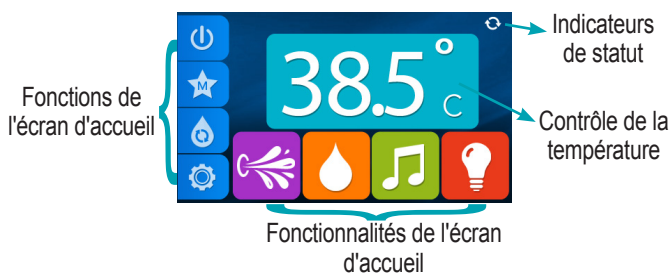 Fonctions de
l'écran d'accueil
M
38.5°
C
Indicateurs
de statut
Contrôle de la
température
Fonctionnalités de l'écran
d'accueil